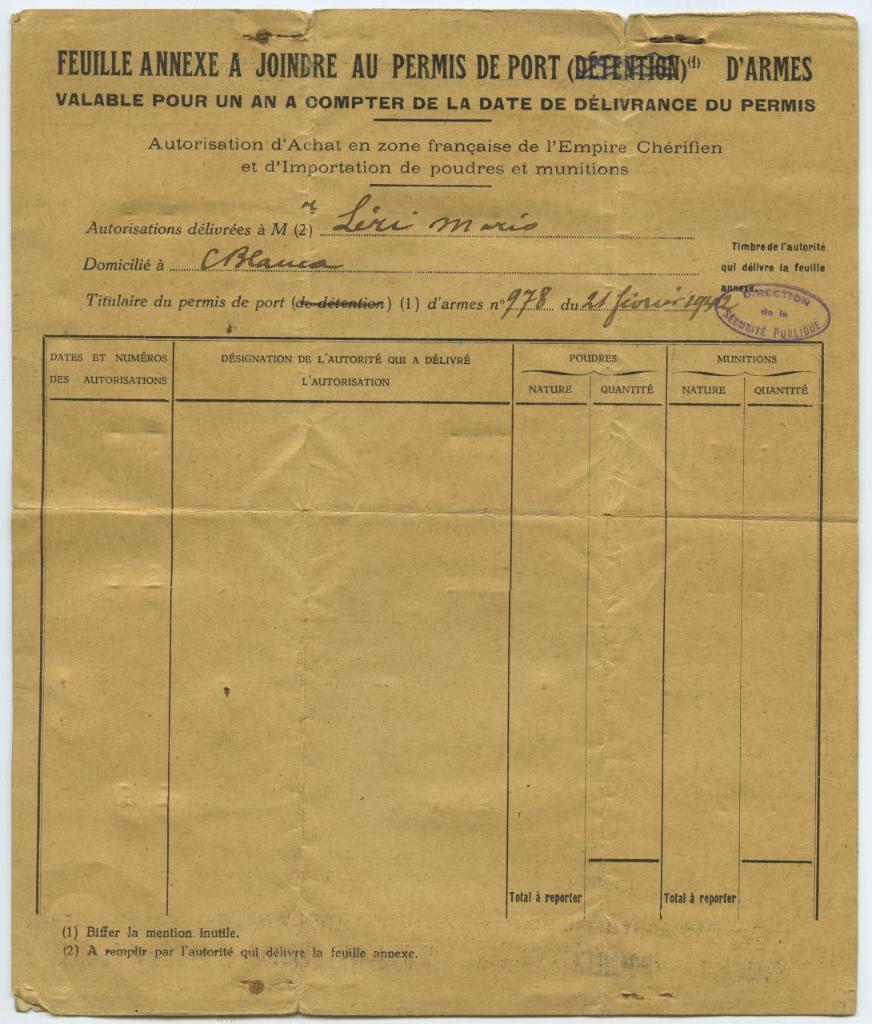 FEUILLE ANNEXE A JOINDRE AU PERMIS DE PORT (DÉTENTION)(1) D'ARMES
VALABLE POUR UN AN A COMPTER DE LA DATE DE DÉLIVRANCE DU PERMIS
Autorisation d'Achat en zone française de l'Empire Chérifien
et d'Importation de poudres et munitions
Autorisations délivrées à M (2) r Léri Mario
Domicilié à CBlanca
Titulaire du permis de port (de détention) (1) d'armes n° 978 du 21 février 1942
Timbre de l'autorité
qui délivre la feuille
annexe.
DIRECTION
de la
SÉCURITÉ PUBLIQUE
DATES ET NUMÉROS
DES AUTORISATIONS
DÉSIGNATION DE L'AUTORITÉ QUI A DÉLIVRÉ
L'AUTORISATION
POUDRES
MUNITIONS
NATURE QUANTITÉ NATURE QUANTITÉ
Total à reporter Total à reporter
(1) Biffer la mention inutile.
(2) A remplir par l'autorité qui délivre la feuille annexe.